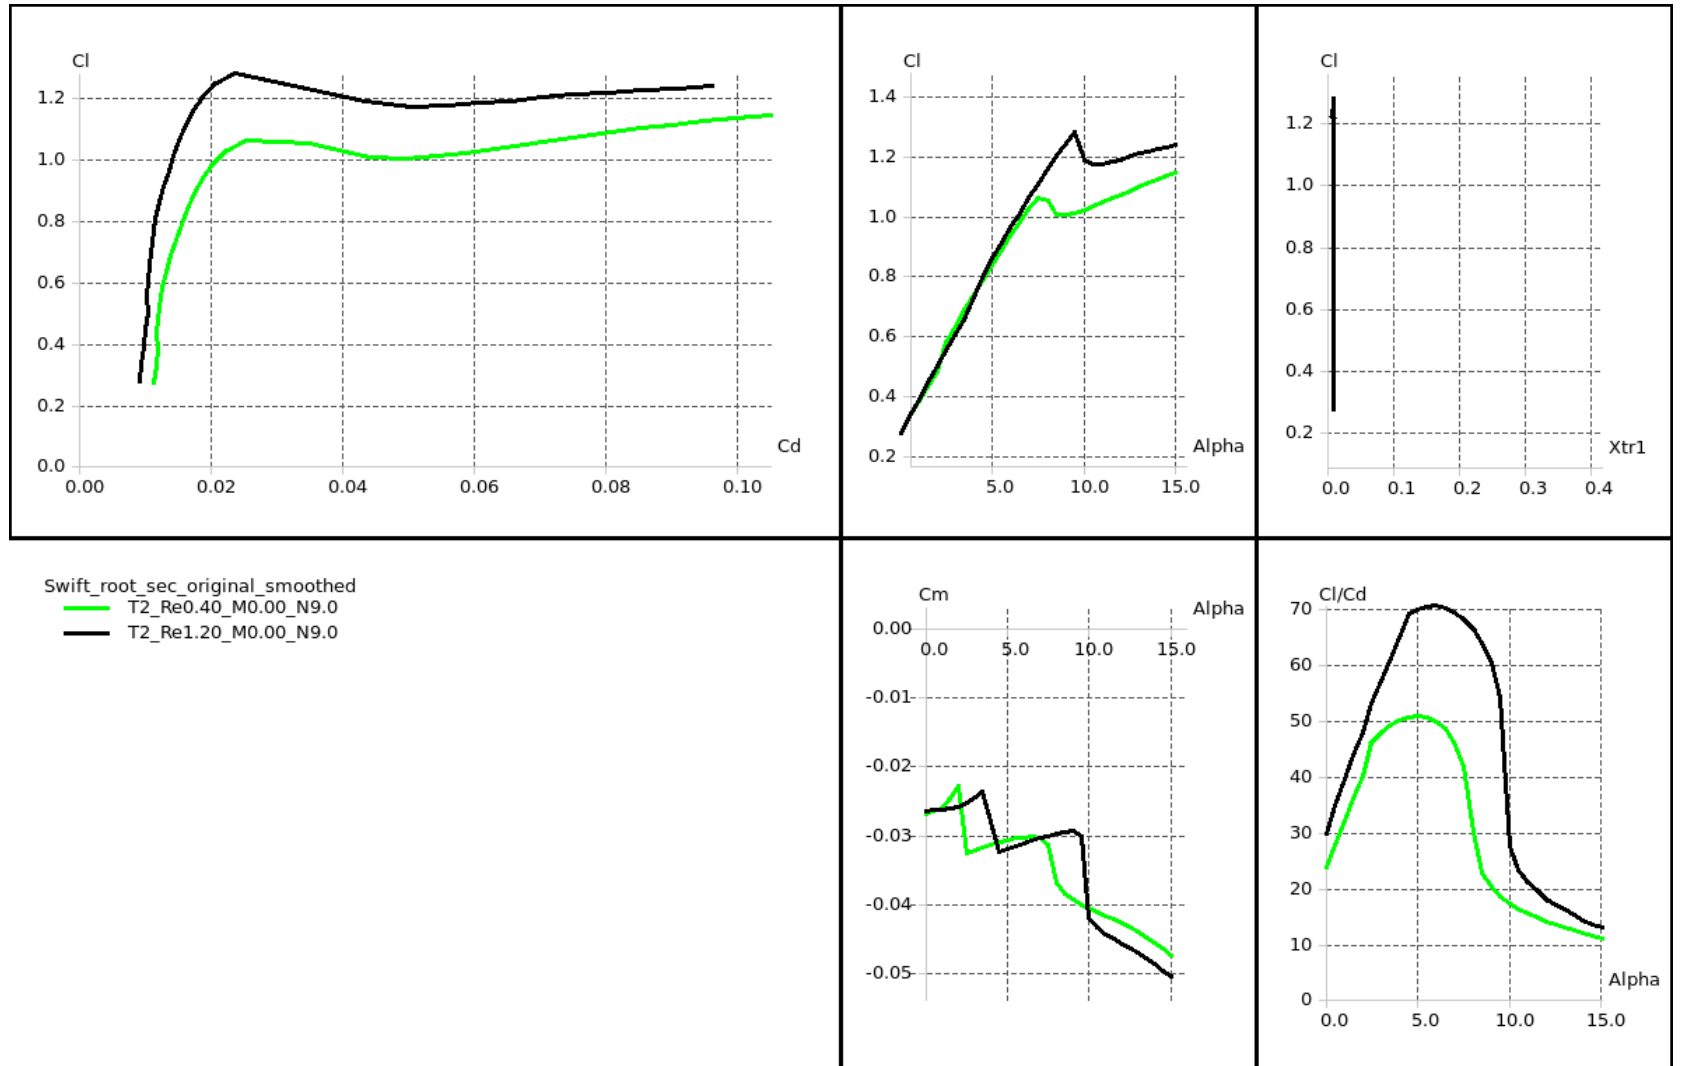 Cl
1.2
1.0
0.8
0.6
0.4
0.2
0.0
Cd
0.00 0.02 0.04 0.06 0.08 0.10
Cl
1.4
1.2
1.0
0.8
0.6
0.4
0.2
Alpha
5.0 10.0 15.0
Cl
1.2
1.0
0.8
0.6
0.4
0.2
Xtr1
0.0 0.1 0.2 0.3 0.4
Swift_root_sec_original_smoothed
T2_Re0.40_M0.00_N9.0
T2_Re1.20_M0.00_N9.0
Cm
Alpha
0.00
0.0 5.0 10.0 15.0
-0.01
-0.02
-0.03
-0.04
-0.05
Cl/Cd
70
60
50
40
30
20
10
0
Alpha
0.0 5.0 10.0 15.0